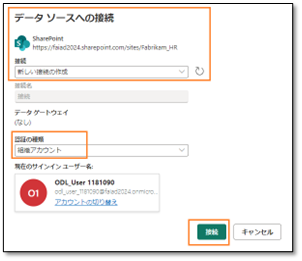 データ ソースへの接続
SharePoint
https://faiad2024.sharepoint.com/sites/Fabrikam_HR
接続
新しい接続の作成
接続名
接続
データ ゲートウェイ
(なし)
認証の種類
組織アカウント
現在のサインイン ユーザー名:
O1
ODL_User 1181090
odl_user_1181090@faiad2024.onmicro...
アカウントの切り替え
接続
キャンセル